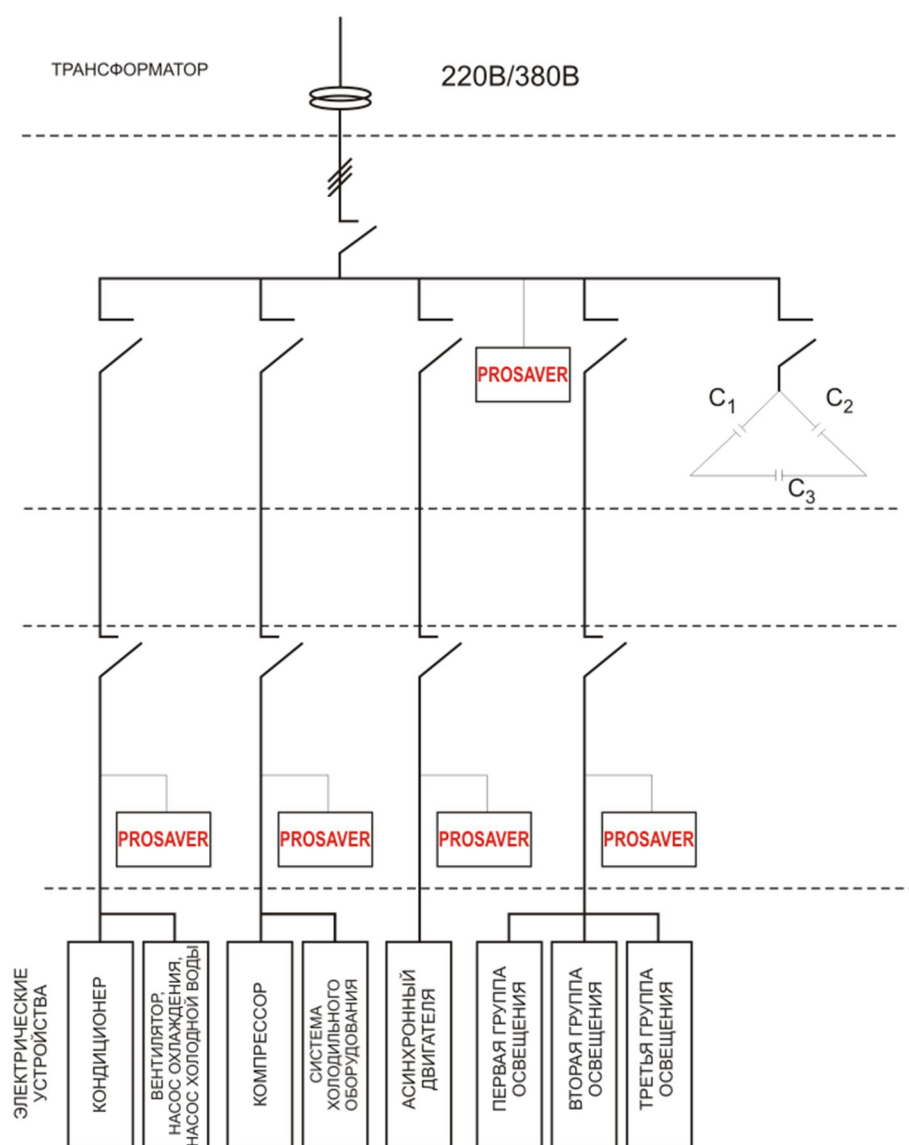 ТРАНСФОРМАТОР
220В/380В
PROSAVER
C1
C2
C3
PROSAVER
PROSAVER
PROSAVER
PROSAVER
ЭЛЕКТРИЧЕСКИЕ
УСТРОЙСТВА
КОНДИЦИОНЕР
ВЕНТИЛЯТОР,
НАСОС ОХЛАЖДЕНИЯ,
НАСОС ХОЛОДНОЙ ВОДЫ
КОМПРЕССОР
СИСТЕМА
ХОЛОДИЛЬНОГО
ОБОРУДОВАНИЯ
АСИНХРОННЫЙ
ДВИГАТЕЛЯ
ПЕРВАЯ ГРУППА
ОСВЕЩЕНИЯ
ВТОРАЯ ГРУППА
ОСВЕЩЕНИЯ
ТРЕТЬЯ ГРУППА
ОСВЕЩЕНИЯ